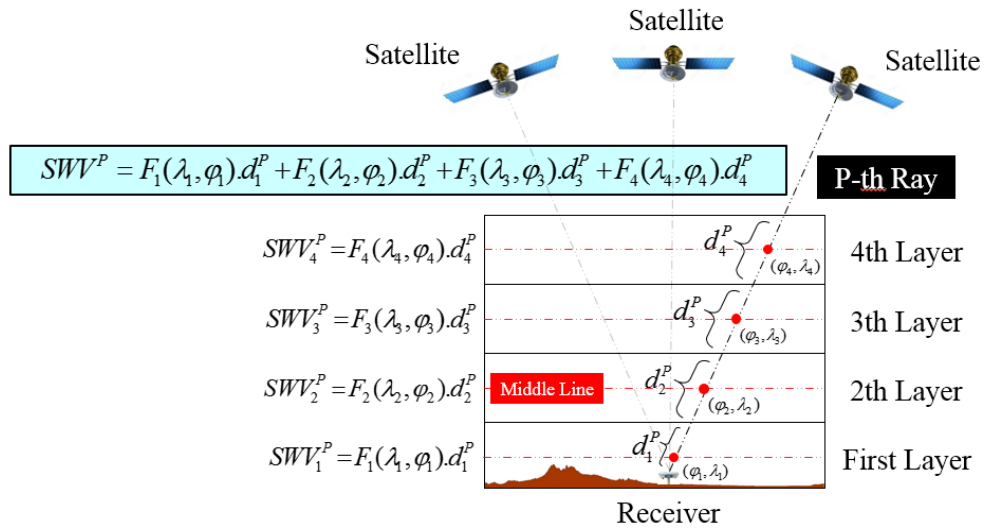 Satellite
Satellite
Satellite
SWV^P = F_1(λ_1, φ_1).d_1^P + F_2(λ_2, φ_2).d_2^P + F_3(λ_3, φ_3).d_3^P + F_4(λ_4, φ_4).d_4^P
P-th Ray
SWV_4^P = F_4(λ_4, φ_4).d_4^P
d_4^P
(φ_4, λ_4)
4th Layer
SWV_3^P = F_3(λ_3, φ_3).d_3^P
d_3^P
(φ_3, λ_3)
3th Layer
SWV_2^P = F_2(λ_2, φ_2).d_2^P
Middle Line
d_2^P
(φ_2, λ_2)
2th Layer
SWV_1^P = F_1(λ_1, φ_1).d_1^P
d_1^P
(φ_1, λ_1)
First Layer
Receiver